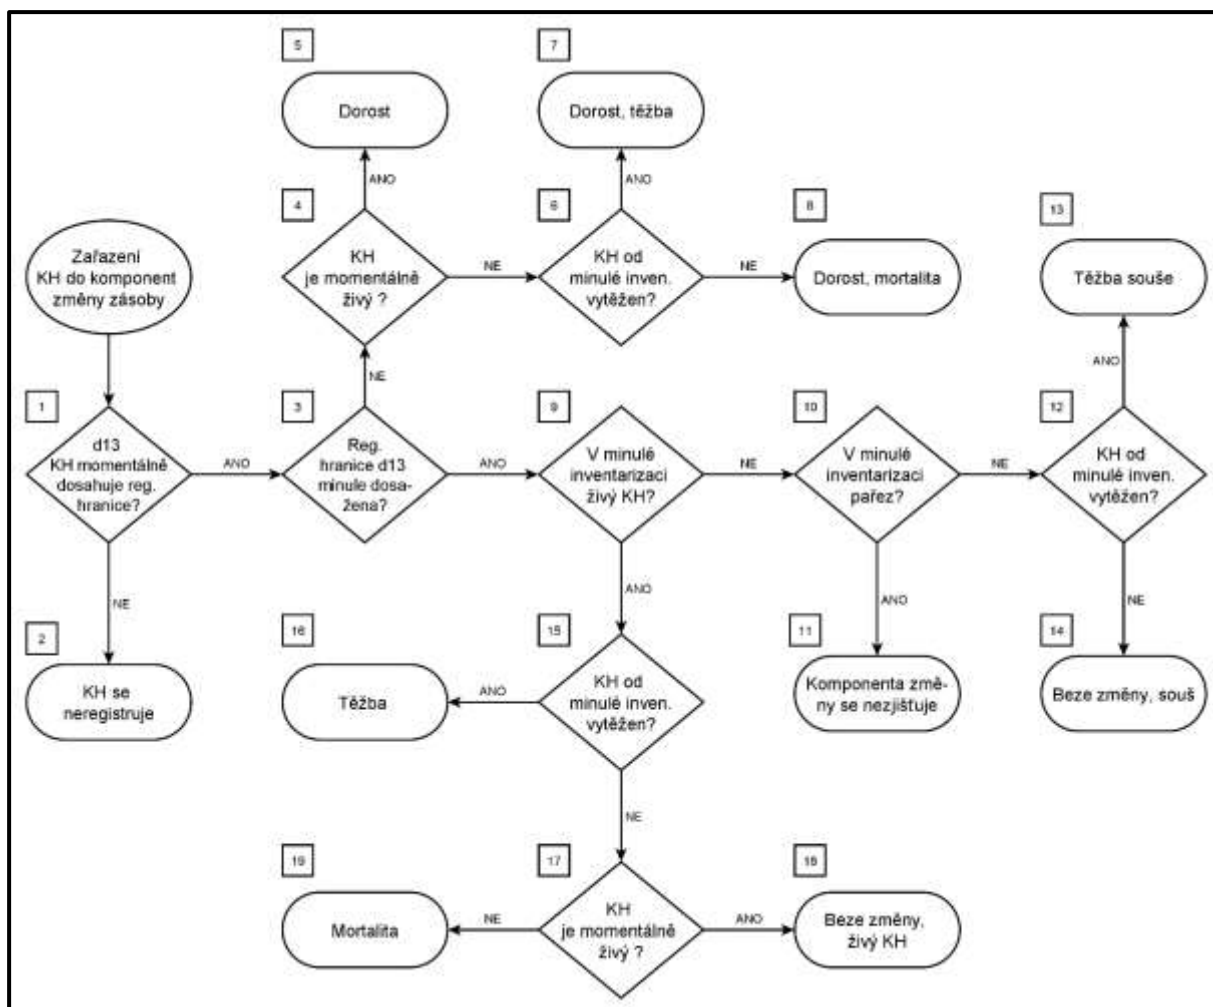 5
7
Dorost
Dorost, těžba
ANO
ANO
4
6
8
13
Zařazení
KH do komponent
změny zásoby
KH
je momentálně
živý ?
NE
KH od
minulé inven.
vytěžen?
NE
Dorost, mortalita
Těžba souše
NE
ANO
1
3
9
10
12
d13
KH momentálně
dosahuje reg.
hranice?
ANO
Reg.
hranice d13
minule dosa-
žena?
ANO
V minulé
inventarizaci
živý KH?
NE
V minulé
inventarizaci
pařez?
NE
KH od
minulé inven.
vytěžen?
NE
ANO
ANO
NE
2
16
15
11
14
KH se
neregistruje
Těžba
ANO
KH od
minulé inven.
vytěžen?
Komponenta změ-
ny se nezjišťuje
Beze změny, souš
NE
19
17
18
Mortalita
NE
KH
je momentálně
živý ?
ANO
Beze změny,
živý KH